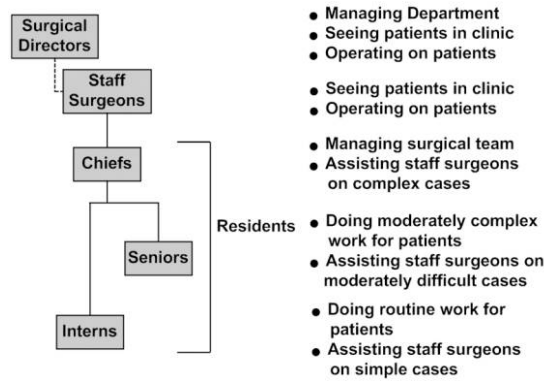 Surgical
Directors
● Managing Department
● Seeing patients in clinic
● Operating on patients
Staff
Surgeons
● Seeing patients in clinic
● Operating on patients
Chiefs
● Managing surgical team
● Assisting staff surgeons
on complex cases
Residents
Seniors
● Doing moderately complex
work for patients
● Assisting staff surgeons on
moderately difficult cases
Interns
● Doing routine work for
patients
● Assisting staff surgeons
on simple cases